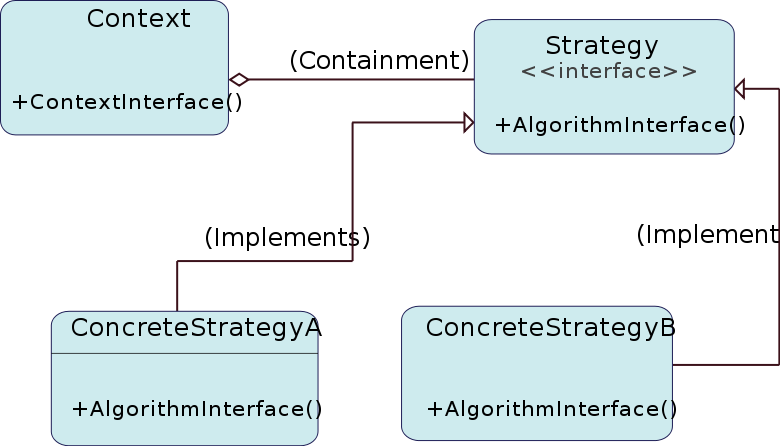 Context
+ContextInterface()
(Containment)
Strategy
<<interface>>
+AlgorithmInterface()
(Implements)
(Implement
ConcreteStrategyA
+AlgorithmInterface()
ConcreteStrategyB
+AlgorithmInterface()